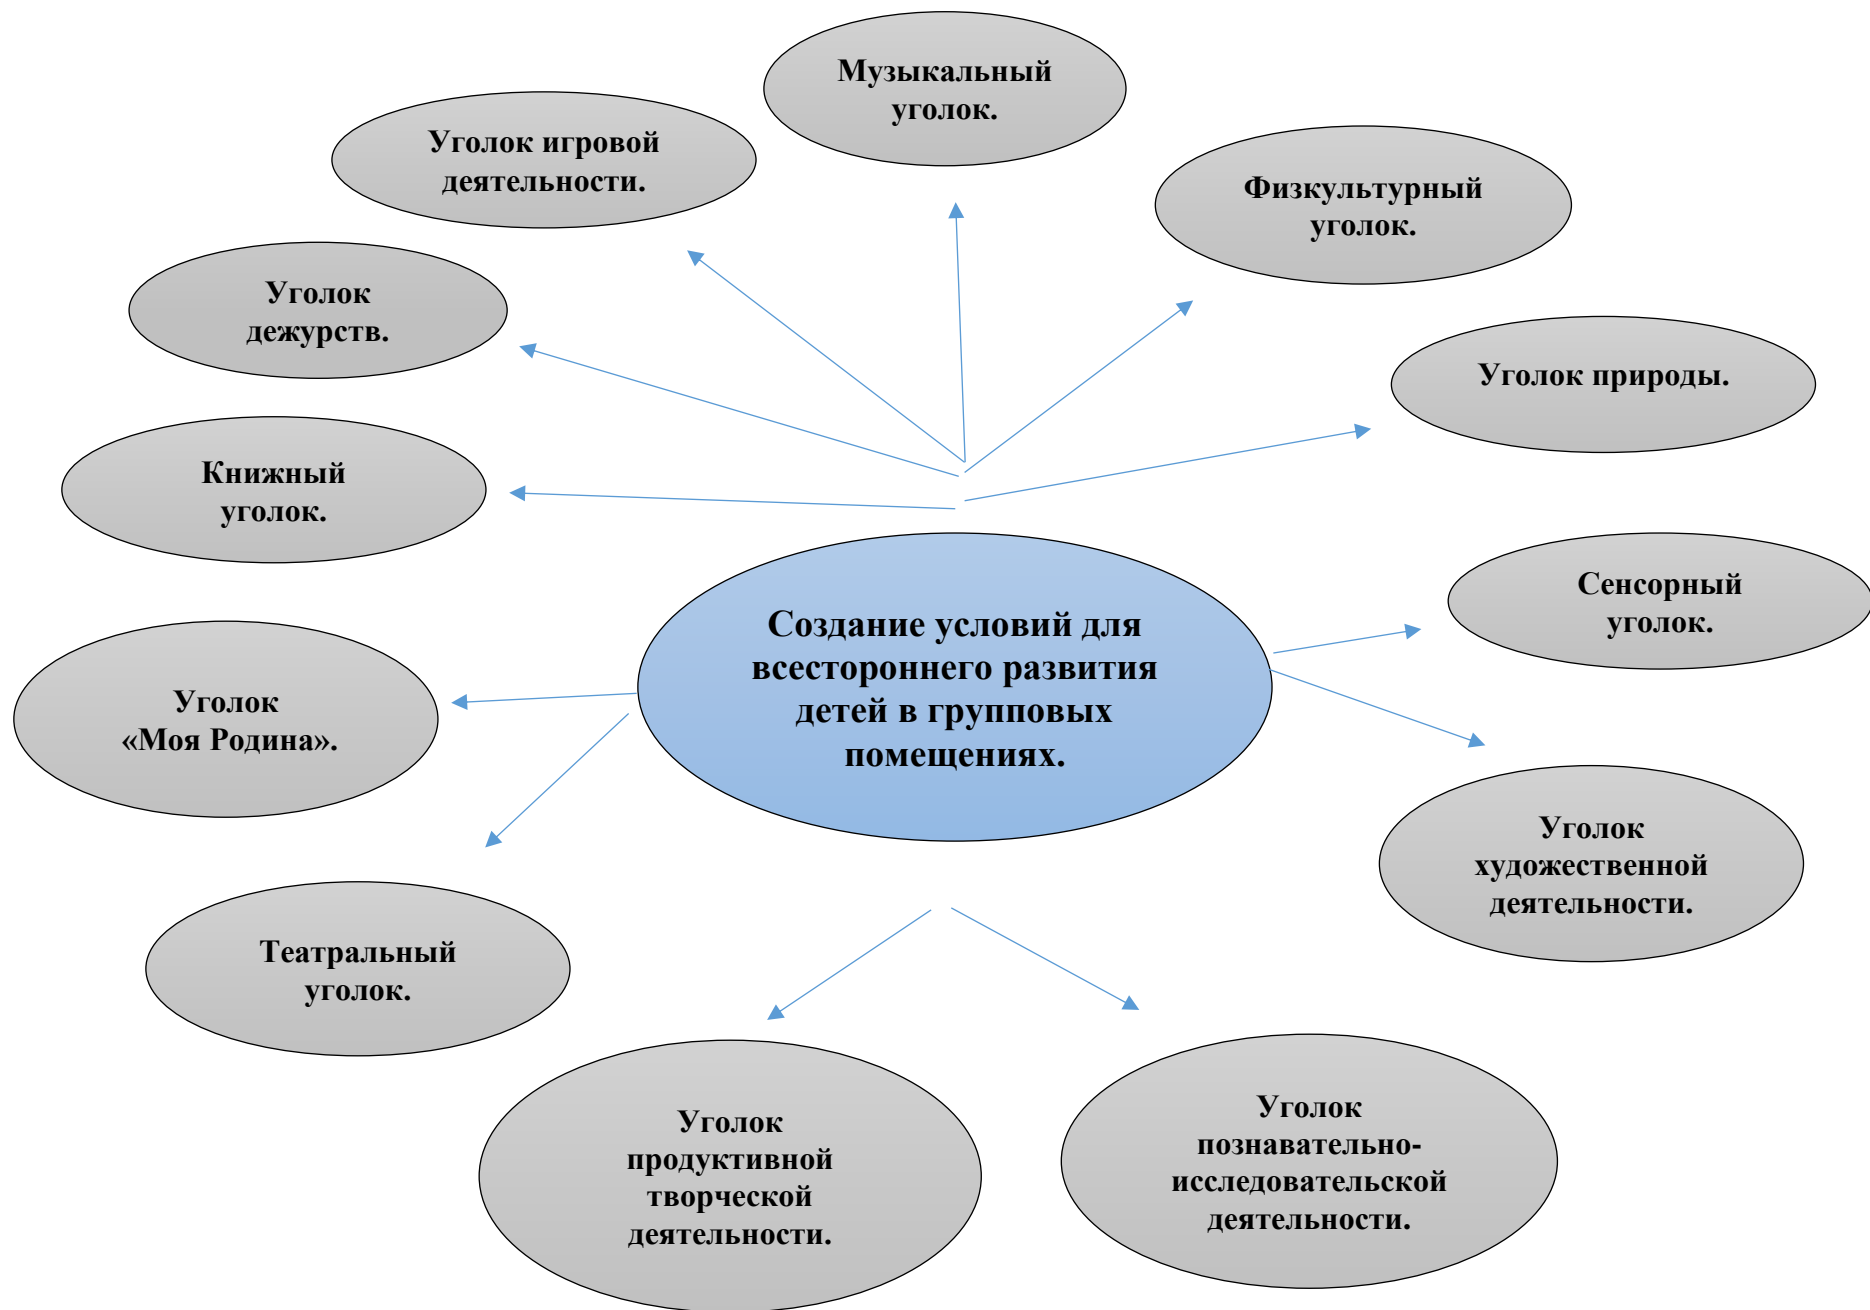 Музыкальный
уголок.
Уголок игровой
деятельности.
Физкультурный
уголок.
Уголок
дежурств.
Уголок природы.
Книжный
уголок.
Сенсорный
уголок.
Создание условий для
всестороннего развития
детей в групповых
помещениях.
Уголок
«Моя Родина».
Уголок
художественной
деятельности.
Театральный
уголок.
Уголок
продуктивной
творческой
деятельности.
Уголок
познавательно-
исследовательской
деятельности.